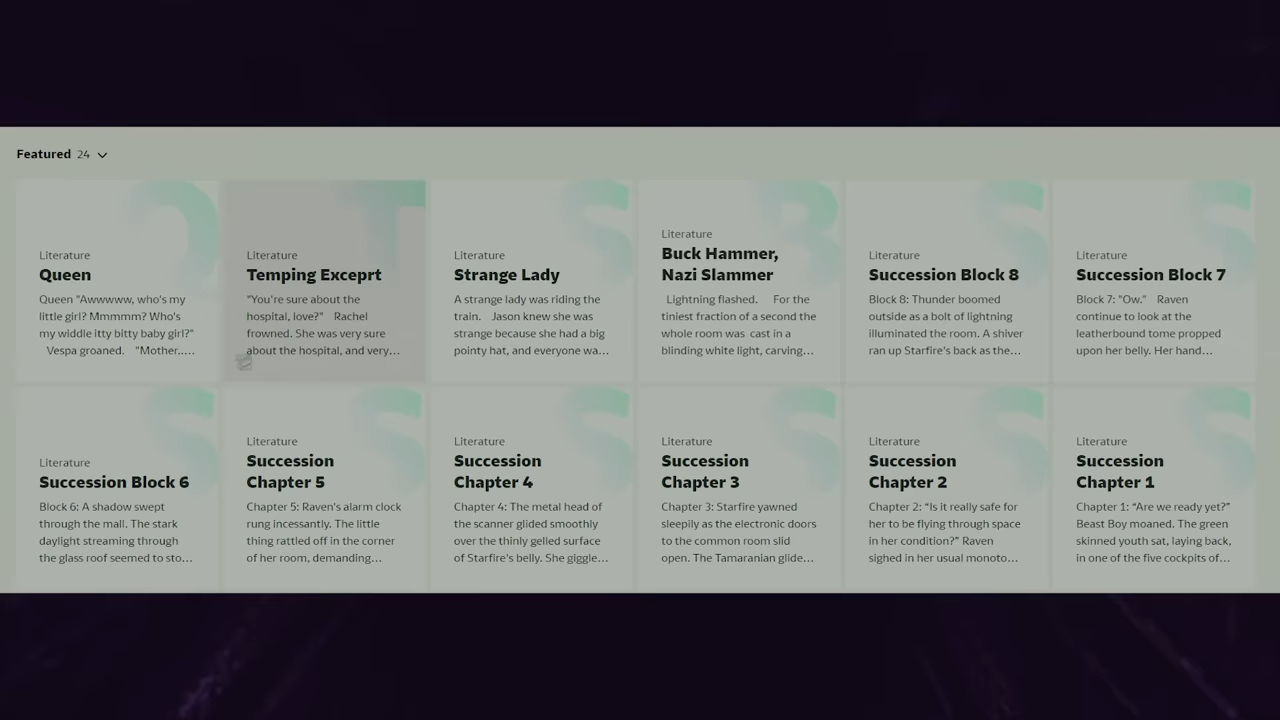 Featured 24
Literature
Queen
Queen "Awwwww, who's my
little girl? Mmmmm? Who's
my widdle itty bitty baby girl?"
Vespa groaned. "Mother.....
Literature
Temping Exceprt
"You're sure about the
hospital, love?" Rachel
frowned. She was very sure
about the hospital, and very...
Literature
Strange Lady
A strange lady was riding the
train. Jason knew she was
strange because she had a big
pointy hat, and everyone wa...
Literature
Buck Hammer,
Nazi Slammer
Lightning flashed. For the
tiniest fraction of a second the
whole room was cast in a
blinding white light, carving...
Literature
Succession Block 8
Block 8: Thunder boomed
outside as a bolt of lightning
illuminated the room. A shiver
ran up Starfire's back as the...
Literature
Succession Block 7
Block 7: "Ow." Raven
continue to look at the
leatherbound tome propped
upon her belly. Her hand...
Literature
Succession Block 6
Block 6: A shadow swept
through the mall. The stark
daylight streaming through
the glass roof seemed to sto...
Literature
Succession
Chapter 5
Chapter 5: Raven's alarm clock
rung incessantly. The little
thing rattled off in the corner
of her room, demanding...
Literature
Succession
Chapter 4
Chapter 4: The metal head of
the scanner glided smoothly
over the thinly gelled surface
of Starfire's belly. She giggle...
Literature
Succession
Chapter 3
Chapter 3: Starfire yawned
sleepily as the electronic doors
to the common room slid
open. The Tamaranian glide...
Literature
Succession
Chapter 2
Chapter 2: “Is it really safe for
her to be flying through space
in her condition?” Raven
sighed in her usual monoto...
Literature
Succession
Chapter 1
Chapter 1: “Are we ready yet?”
Beast Boy moaned. The green
skinned youth sat, laying back,
in one of the five cockpits of...